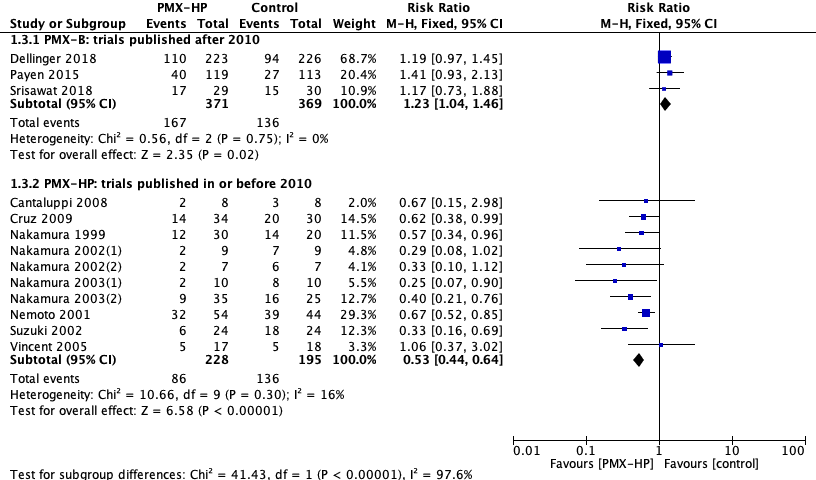 PMX-HP Control Risk Ratio Risk Ratio
Study or Subgroup Events Total Events Total Weight M-H, Fixed, 95% CI M-H, Fixed, 95% CI
1.3.1 PMX-B: trials published after 2010
Dellinger 2018 110 223 94 226 68.7% 1.19 [0.97, 1.45]
Payen 2015 40 119 27 113 20.4% 1.41 [0.93, 2.13]
Srisawat 2018 17 29 15 30 10.9% 1.17 [0.73, 1.88]
Subtotal (95% CI) 371 369 100.0% 1.23 [1.04, 1.46]
Total events 167 136
Heterogeneity: Chi² = 0.56, df = 2 (P = 0.75); I² = 0%
Test for overall effect: Z = 2.35 (P = 0.02)
1.3.2 PMX-HP: trials published in or before 2010
Cantaluppi 2008 2 8 3 8 2.0% 0.67 [0.15, 2.98]
Cruz 2009 14 34 20 30 14.5% 0.62 [0.38, 0.99]
Nakamura 1999 12 30 14 20 11.5% 0.57 [0.34, 0.96]
Nakamura 2002(1) 2 9 7 9 4.8% 0.29 [0.08, 1.02]
Nakamura 2002(2) 2 7 6 7 4.1% 0.33 [0.10, 1.12]
Nakamura 2003(1) 2 10 8 10 5.5% 0.25 [0.07, 0.90]
Nakamura 2003(2) 9 35 16 25 12.7% 0.40 [0.21, 0.76]
Nemoto 2001 32 54 39 44 29.3% 0.67 [0.52, 0.85]
Suzuki 2002 6 24 18 24 12.3% 0.33 [0.16, 0.69]
Vincent 2005 5 17 5 18 3.3% 1.06 [0.37, 3.02]
Subtotal (95% CI) 228 195 100.0% 0.53 [0.44, 0.64]
Total events 86 136
Heterogeneity: Chi² = 10.66, df = 9 (P = 0.30); I² = 16%
Test for overall effect: Z = 6.58 (P < 0.00001)
0.01 0.1 1 10 100
Favours [PMX-HP] Favours [control]
Test for subgroup differences: Chi² = 41.43, df = 1 (P < 0.00001), I² = 97.6%